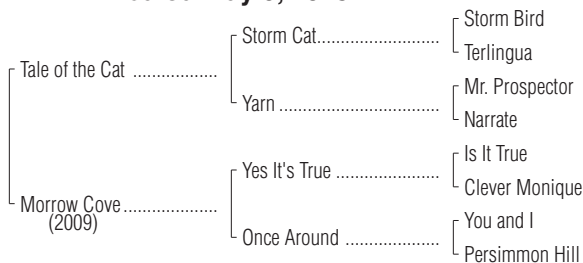 Storm Bird
Storm Cat
Terlingua
Tale of the Cat
Mr. Prospector
Yarn
Narrate
Is It True
Yes It's True
Clever Monique
Morrow Cove
(2009)
You and I
Once Around
Persimmon Hill